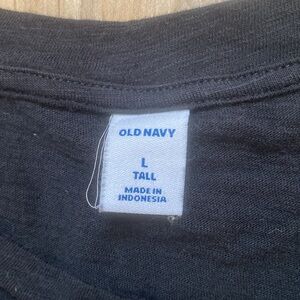 OLD NAVY
L
TALL
MADE IN
INDONESIA